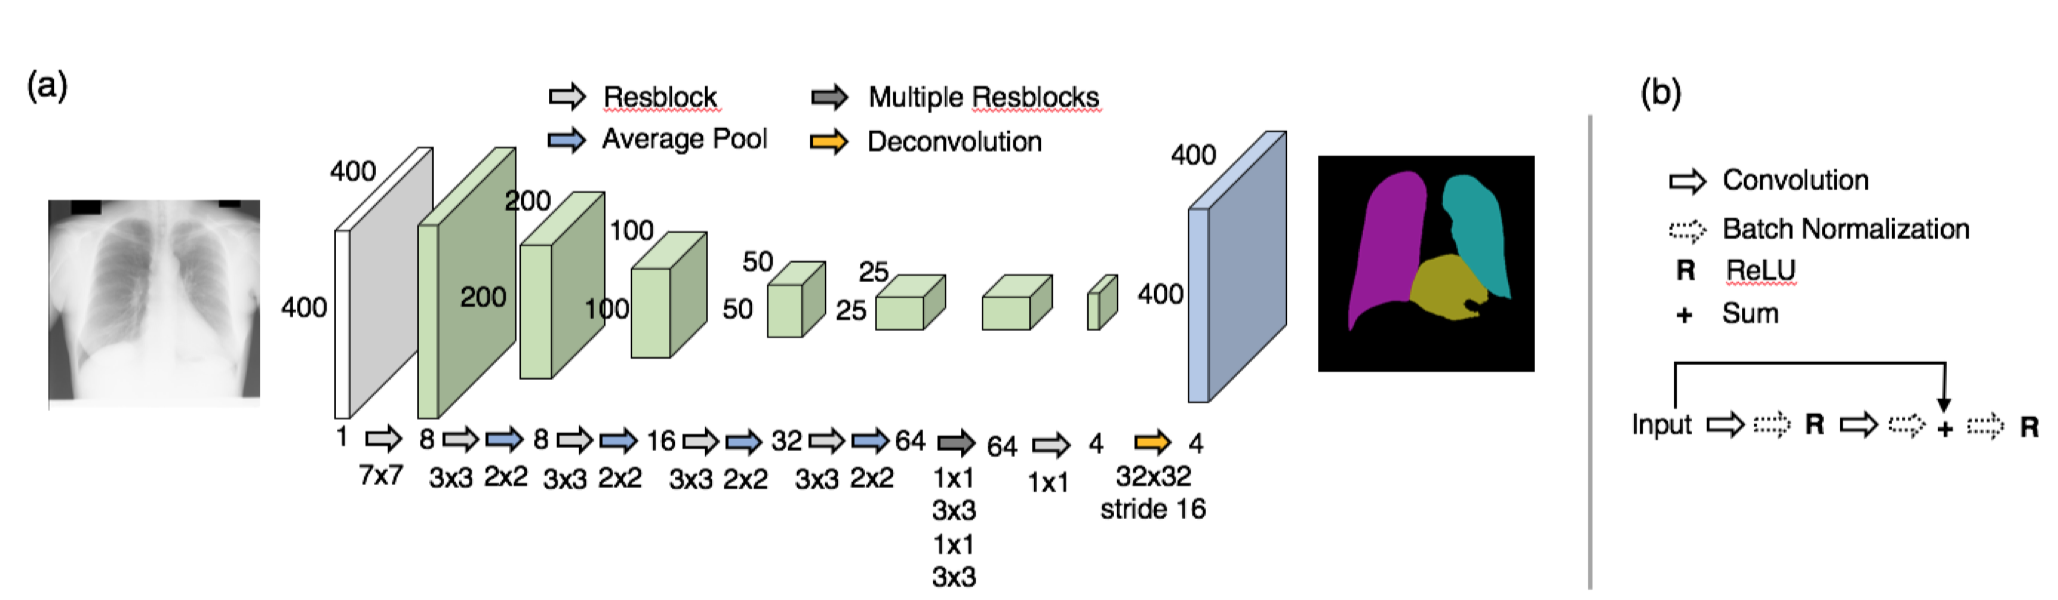 (a)
Resblock
Multiple Resblocks
Average Pool
Deconvolution
400
400
200
200
100
100
50
50
25
25
400
400
1 8 8 16 32 64 64 4 4
7x7 3x3 2x2 3x3 2x2 3x3 2x2 3x3 2x2 1x1 1x1 32x32
3x3 stride 16
1x1
3x3
(b)
Convolution
Batch Normalization
R ReLU
+ Sum
Input R + R